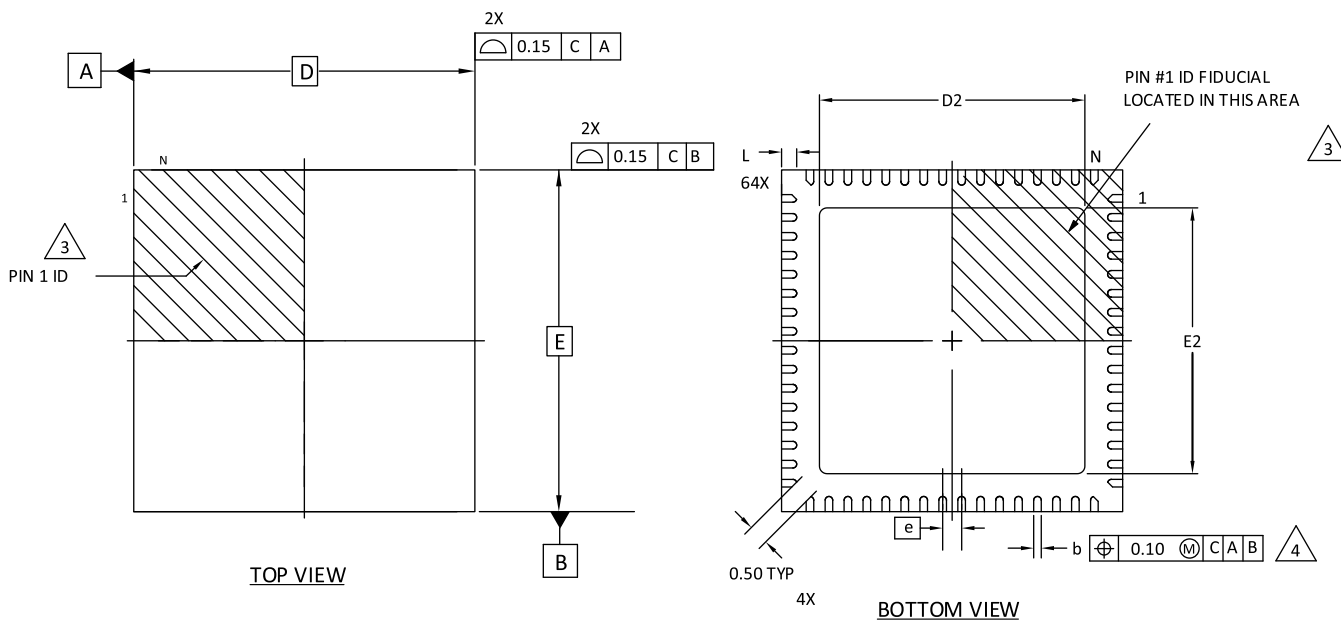 2X
0.15 C A
A
D
2X
0.15 C B
N
1
3
PIN 1 ID
E
B
TOP VIEW
PIN #1 ID FIDUCIAL
LOCATED IN THIS AREA
D2
3
L
64X
N
1
E2
e
b
0.10 Ⓜ C A B
4
0.50 TYP
4X
BOTTOM VIEW